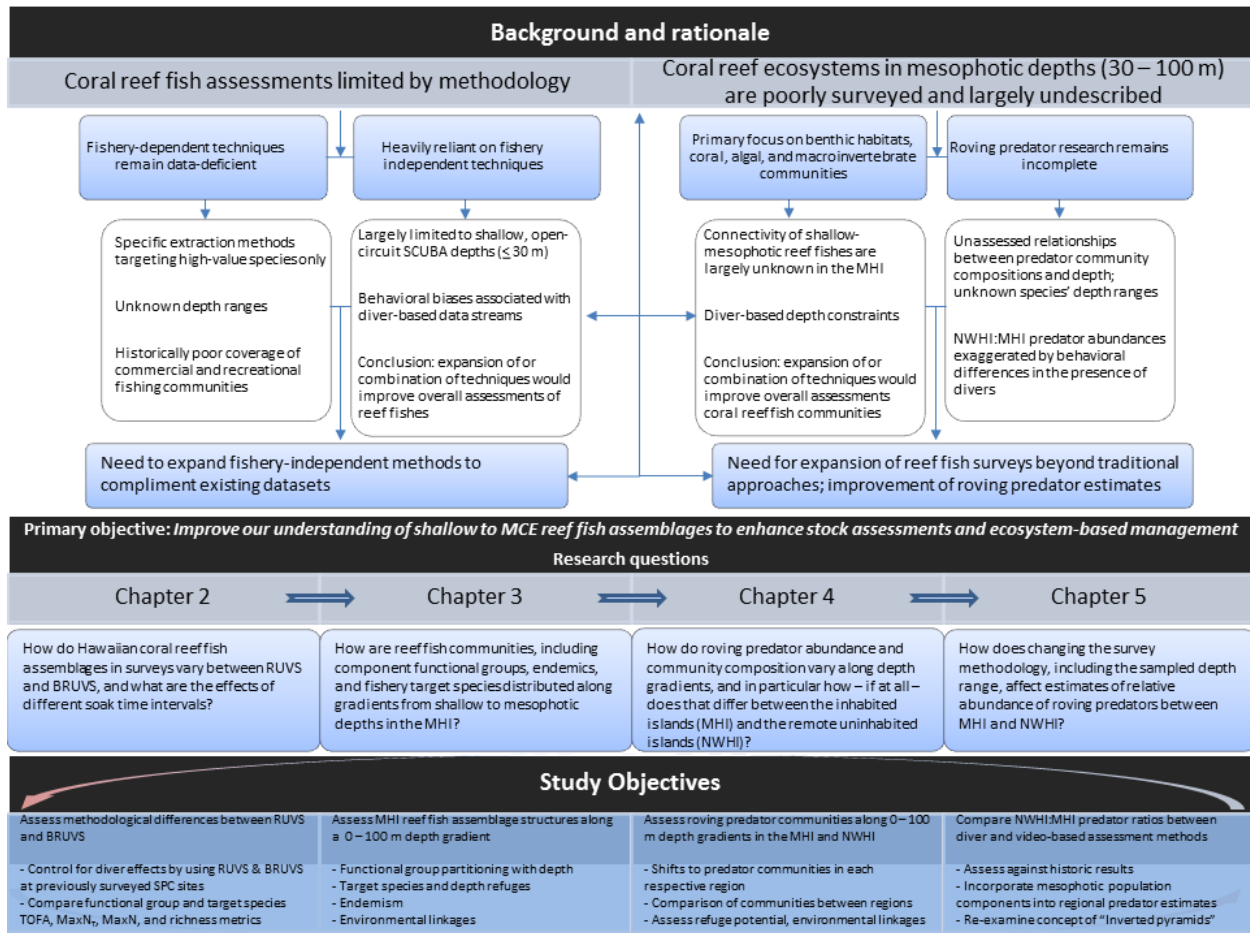 Background and rationale
Coral reef fish assessments limited by methodology
Coral reef ecosystems in mesophotic depths (30 – 100 m)
are poorly surveyed and largely undescribed
Fishery-dependent techniques
remain data-deficient
Heavily reliant on fishery
independent techniques
Primary focus on benthic habitats,
coral, algal, and macroinvertebrate
communities
Roving predator research remains
incomplete
Specific extraction methods
targeting high-value species only
Unknown depth ranges
Historically poor coverage of
commercial and recreational
fishing communities
Largely limited to shallow, open-
circuit SCUBA depths (≤ 30 m)
Behavioral biases associated with
diver-based data streams
Conclusion: expansion of or
combination of techniques would
improve overall assessments of
reef fishes
Connectivity of shallow-
mesophotic reef fishes are
largely unknown in the MHI
Diver-based depth constraints
Conclusion: expansion of or
combination of techniques would
improve overall assessments
coral reef fish communities
Unassessed relationships
between predator community
compositions and depth;
unknown species' depth ranges
NWHI:MHI predator abundances
exaggerated by behavioral
differences in the presence of
divers
Need to expand fishery-independent methods to
compliment existing datasets
Need for expansion of reef fish surveys beyond traditional
approaches; improvement of roving predator estimates
Primary objective: Improve our understanding of shallow to MCE reef fish assemblages to enhance stock assessments and ecosystem-based management
Research questions
Chapter 2
Chapter 3
Chapter 4
Chapter 5
How do Hawaiian coral reef fish
assemblages in surveys vary between RUVS
and BRUVS, and what are the effects of
different soak time intervals?
How are reef fish communities, including
component functional groups, endemics,
and fishery target species distributed along
gradients from shallow to mesophotic
depths in the MHI?
How do roving predator abundance and
community composition vary along depth
gradients, and in particular how – if at all –
does that differ between the inhabited
islands (MHI) and the remote uninhabited
islands (NWHI)?
How does changing the survey
methodology, including the sampled depth
range, affect estimates of relative
abundance of roving predators between
MHI and NWHI?
Study Objectives
Assess methodological differences between RUVS
and BRUVS
- Control for diver effects by using RUVS & BRUVS
at previously surveyed SPC sites
- Compare functional group and target species
TOFA, MaxNT, MaxN, and richness metrics
Assess MHI reef fish assemblage structures along
a 0 – 100 m depth gradient
- Functional group partitioning with depth
- Target species and depth refuges
- Endemism
- Environmental linkages
Assess roving predator communities along 0 – 100
m depth gradients in the MHI and NWHI
- Shifts to predator communities in each
respective region
- Comparison of communities between regions
- Assess refuge potential, environmental linkages
Compare NWHI:MHI predator ratios between
diver and video-based assessment methods
- Assess against historic results
- Incorporate mesophotic population
components into regional predator estimates
- Re-examine concept of "Inverted pyramids"